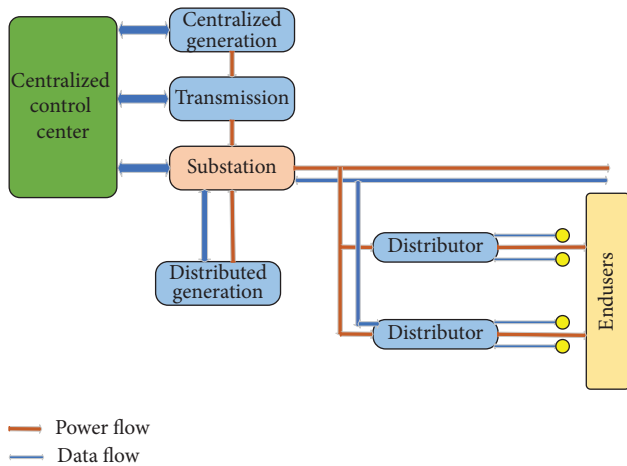 Centralized
generation
Centralized
control
center
Transmission
Substation
Distributed
generation
Distributor
Distributor
Endusers
Power flow
Data flow